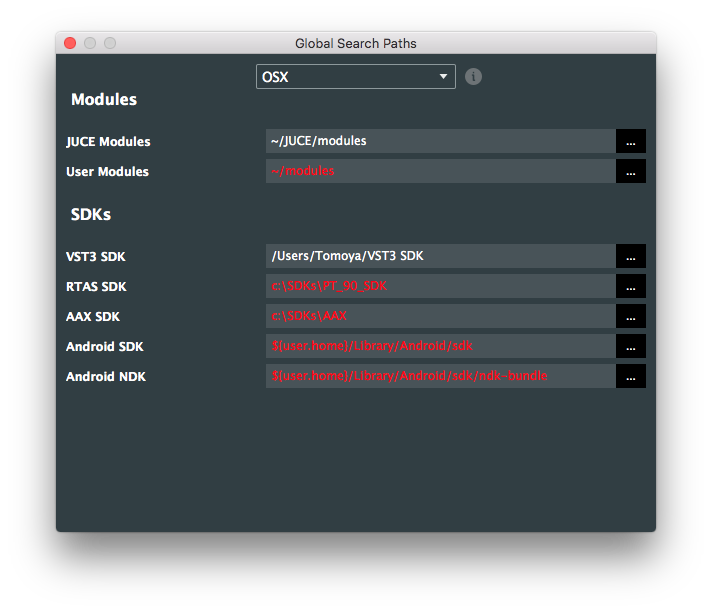 Global Search Paths
OSX
Modules
JUCE Modules ~/JUCE/modules ...
User Modules ~/modules ...
SDKs
VST3 SDK /Users/Tomoya/VST3 SDK ...
RTAS SDK c:\SDKs\PT_90_SDK ...
AAX SDK c:\SDKs\AAX ...
Android SDK ${user.home}/Library/Android/sdk ...
Android NDK ${user.home}/Library/Android/sdk/ndk-bundle ...